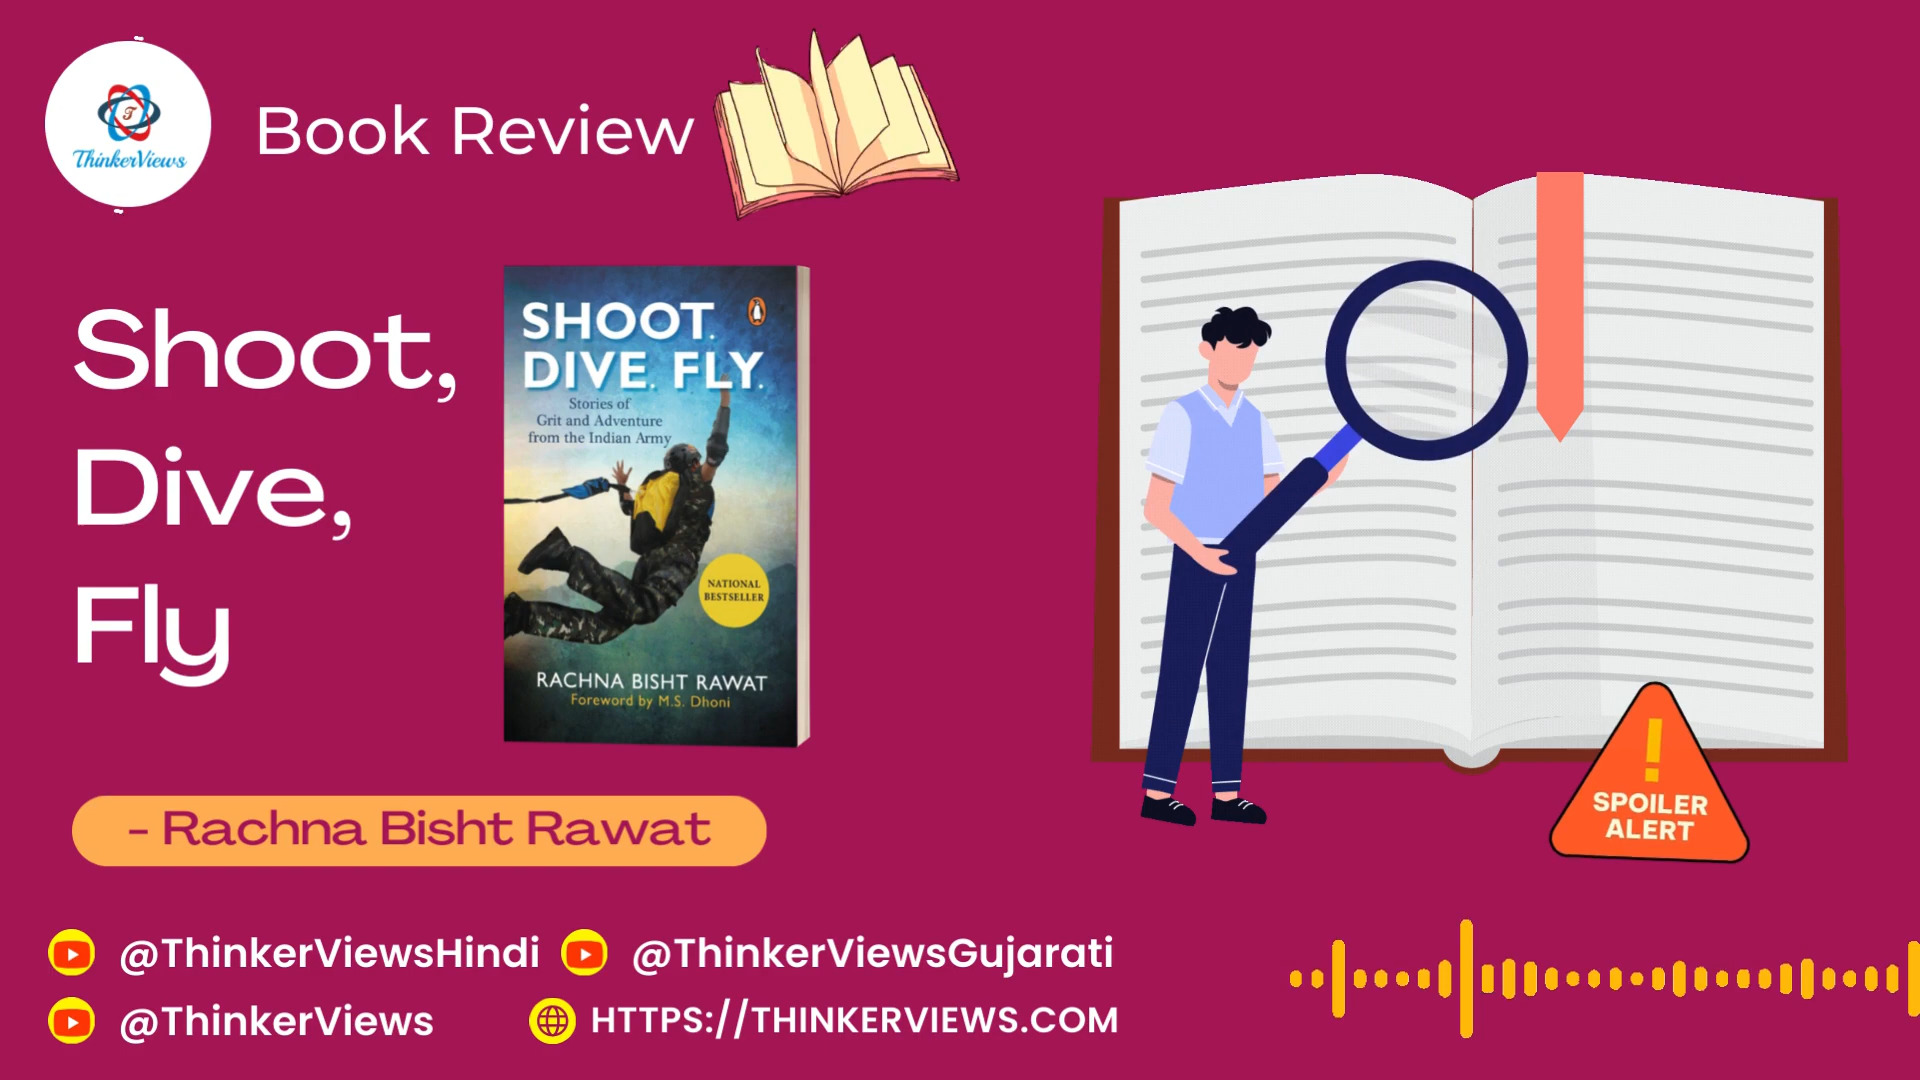 ThinkerViews
Book Review
Shoot,
Dive,
Fly
SHOOT.
DIVE. FLY.
Stories of
Grit and Adventure
from the Indian Army
NATIONAL
BESTSELLER
RACHNA BISHT RAWAT
Foreword by M.S. Dhoni
- Rachna Bisht Rawat
!
SPOILER
ALERT
@ThinkerViewsHindi
@ThinkerViewsGujarati
@ThinkerViews
HTTPS://THINKERVIEWS.COM